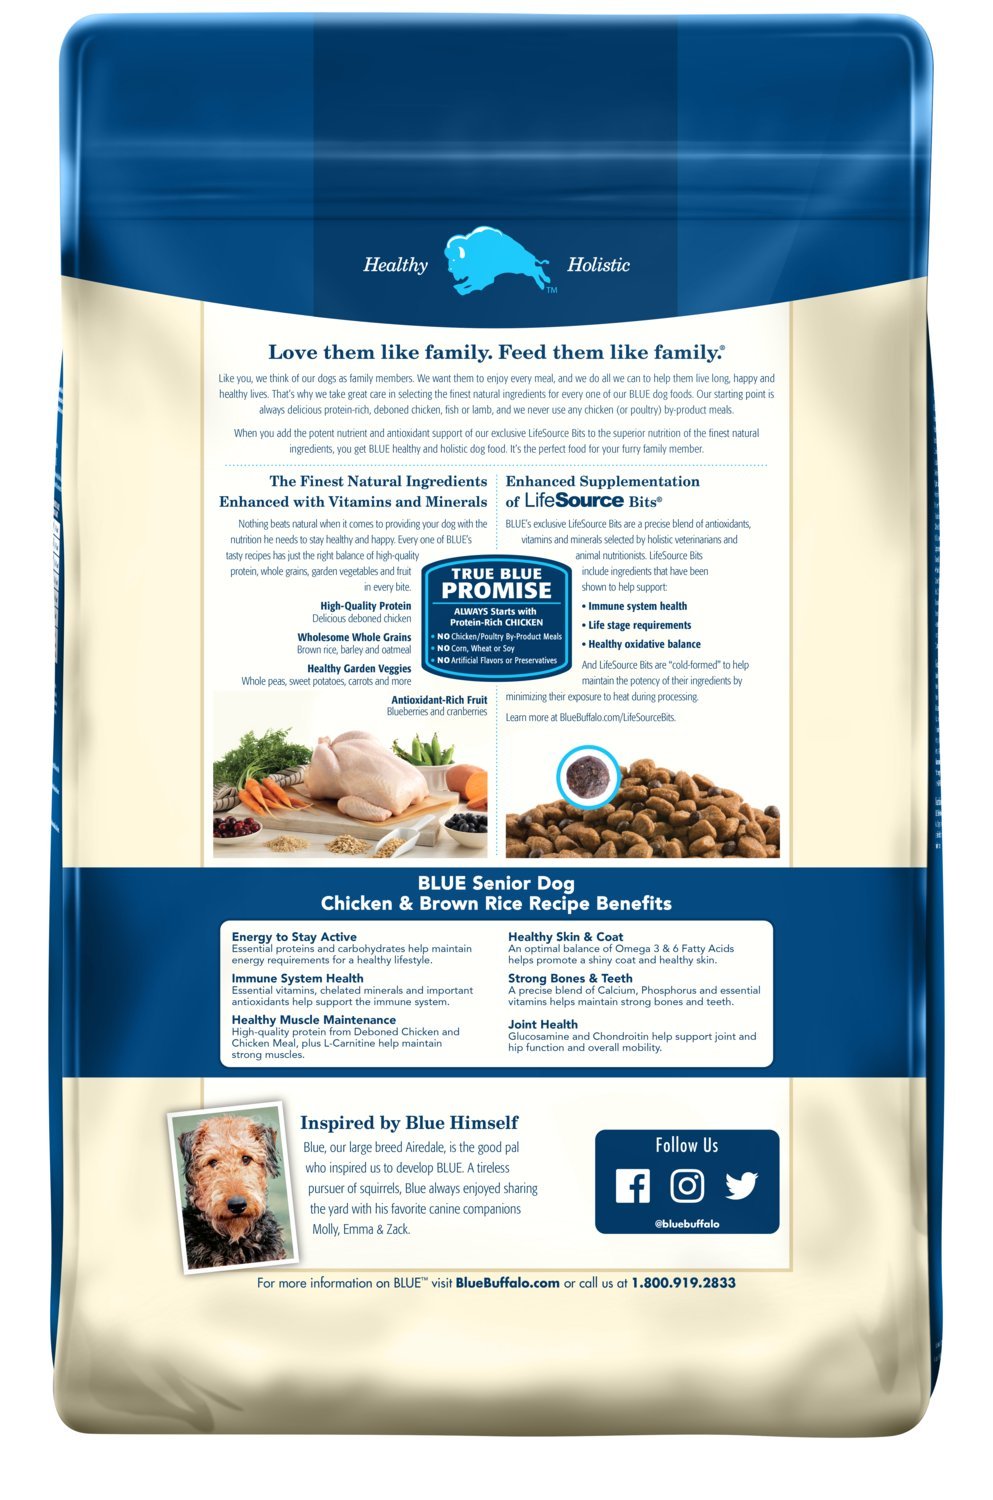 Healthy Holistic
TM
Love them like family. Feed them like family.®
Like you, we think of our dogs as family members. We want them to enjoy every meal, and we do all we can to help them live long, happy and
healthy lives. That's why we take great care in selecting the finest natural ingredients for every one of our BLUE dog foods. Our starting point is
always delicious protein-rich, deboned chicken, fish or lamb, and we never use any chicken (or poultry) by-product meals.
When you add the potent nutrient and antioxidant support of our exclusive LifeSource Bits to the superior nutrition of the finest natural
ingredients, you get BLUE healthy and holistic dog food. It's the perfect food for your furry family member.
The Finest Natural Ingredients
Enhanced with Vitamins and Minerals
Nothing beats natural when it comes to providing your dog with the
nutrition he needs to stay healthy and happy. Every one of BLUE's
tasty recipes has just the right balance of high-quality
protein, whole grains, garden vegetables and fruit
in every bite.
High-Quality Protein
Delicious deboned chicken
Wholesome Whole Grains
Brown rice, barley and oatmeal
Healthy Garden Veggies
Whole peas, sweet potatoes, carrots and more
Antioxidant-Rich Fruit
Blueberries and cranberries
TRUE BLUE
PROMISE
ALWAYS Starts with
Protein-Rich CHICKEN
• NO Chicken/Poultry By-Product Meals
• NO Corn, Wheat or Soy
• NO Artificial Flavors or Preservatives
Enhanced Supplementation
of LifeSource Bits®
BLUE's exclusive LifeSource Bits are a precise blend of antioxidants,
vitamins and minerals selected by holistic veterinarians and
animal nutritionists. LifeSource Bits
include ingredients that have been
shown to help support:
• Immune system health
• Life stage requirements
• Healthy oxidative balance
And LifeSource Bits are “cold-formed” to help
maintain the potency of their ingredients by
minimizing their exposure to heat during processing.
Learn more at BlueBuffalo.com/LifeSourceBits.
BLUE Senior Dog
Chicken & Brown Rice Recipe Benefits
Energy to Stay Active
Essential proteins and carbohydrates help maintain
energy requirements for a healthy lifestyle.
Immune System Health
Essential vitamins, chelated minerals and important
antioxidants help support the immune system.
Healthy Muscle Maintenance
High-quality protein from Deboned Chicken and
Chicken Meal, plus L-Carnitine help maintain
strong muscles.
Healthy Skin & Coat
An optimal balance of Omega 3 & 6 Fatty Acids
helps promote a shiny coat and healthy skin.
Strong Bones & Teeth
A precise blend of Calcium, Phosphorus and essential
vitamins helps maintain strong bones and teeth.
Joint Health
Glucosamine and Chondroitin help support joint and
hip function and overall mobility.
Inspired by Blue Himself
Blue, our large breed Airedale, is the good pal
who inspired us to develop BLUE. A tireless
pursuer of squirrels, Blue always enjoyed sharing
the yard with his favorite canine companions
Molly, Emma & Zack.
Follow Us
@bluebuffalo
For more information on BLUE™ visit BlueBuffalo.com or call us at 1.800.919.2833